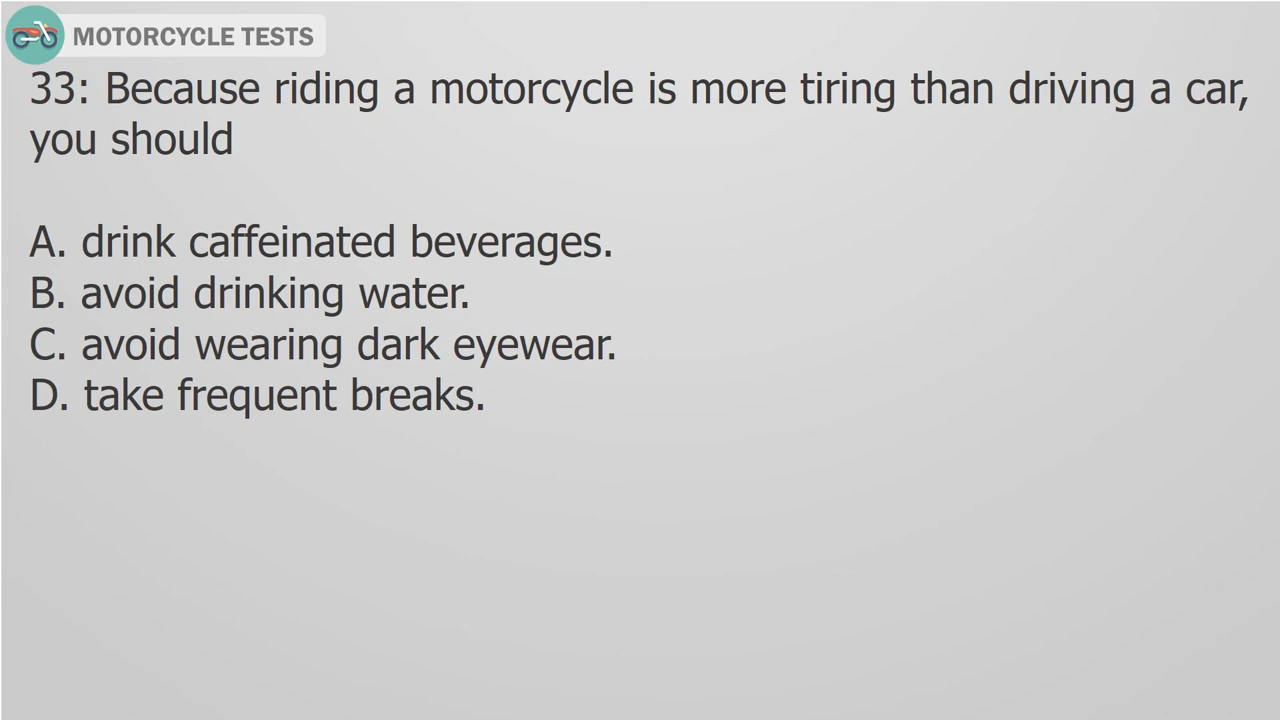 MOTORCYCLE TESTS
33: Because riding a motorcycle is more tiring than driving a car,
you should
A. drink caffeinated beverages.
B. avoid drinking water.
C. avoid wearing dark eyewear.
D. take frequent breaks.